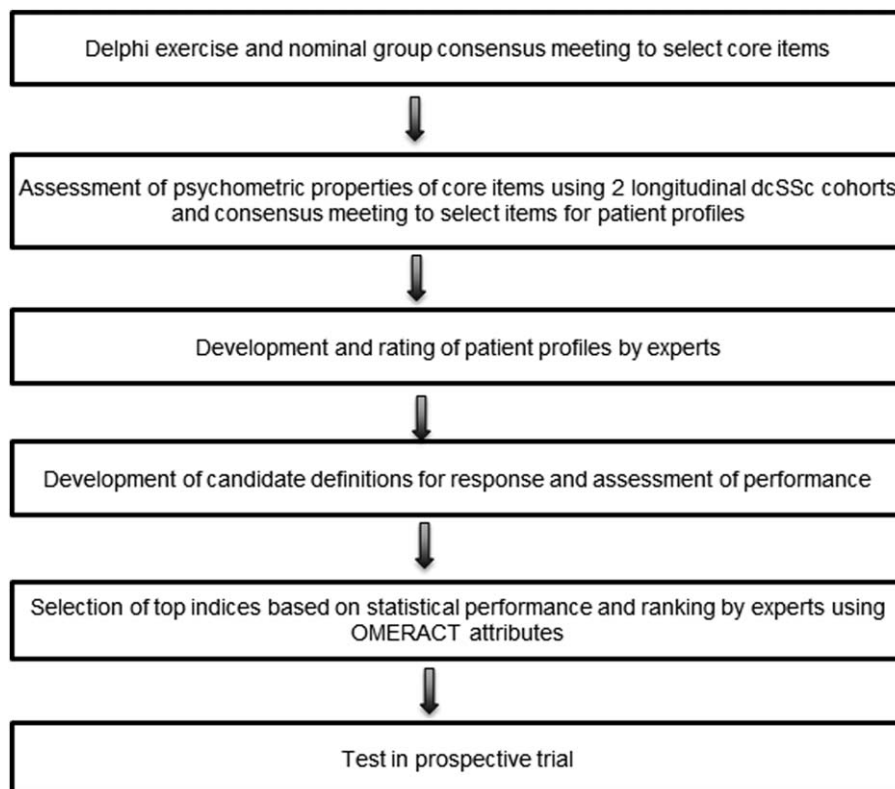 Delphi exercise and nominal group consensus meeting to select core items
Assessment of psychometric properties of core items using 2 longitudinal dcSSc cohorts
and consensus meeting to select items for patient profiles
Development and rating of patient profiles by experts
Development of candidate definitions for response and assessment of performance
Selection of top indices based on statistical performance and ranking by experts using
OMERACT attributes
Test in prospective trial